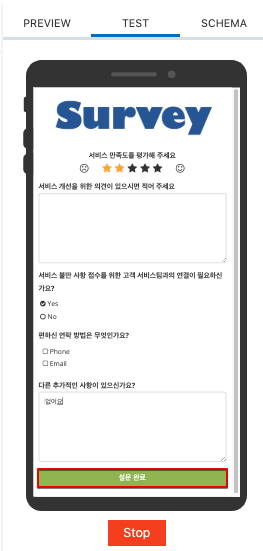 PREVIEW TEST SCHEMA
Survey
서비스 만족도를 평가해 주세요
서비스 개선을 위한 의견이 있으시면 적어 주세요
서비스 불만 사항 접수를 위한 고객 서비스팀과의 연결이 필요하신
가요?
Yes
No
편하신 연락 방법은 무엇인가요?
Phone
Email
다른 추가적인 사항이 있으신가요?
없어요
설문 완료
Stop